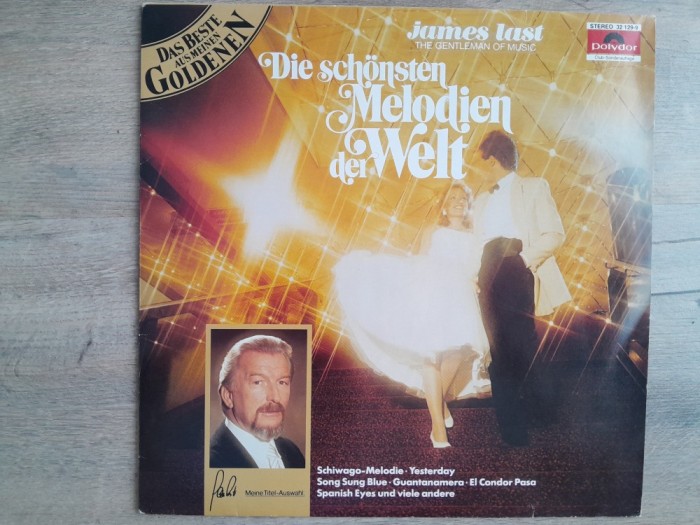 DAS BESTE
AUS MEINEN
GOLDENEN
james last
THE GENTLEMAN OF MUSIC
STEREO 32 129-9
Polydor
Club-Sonderauflage
Die schönsten
Melodien
der Welt
Meine Titel-Auswahl.
Schiwago-Melodie · Yesterday
Song Sung Blue · Guantanamera · El Condor Pasa
Spanish Eyes und viele andere